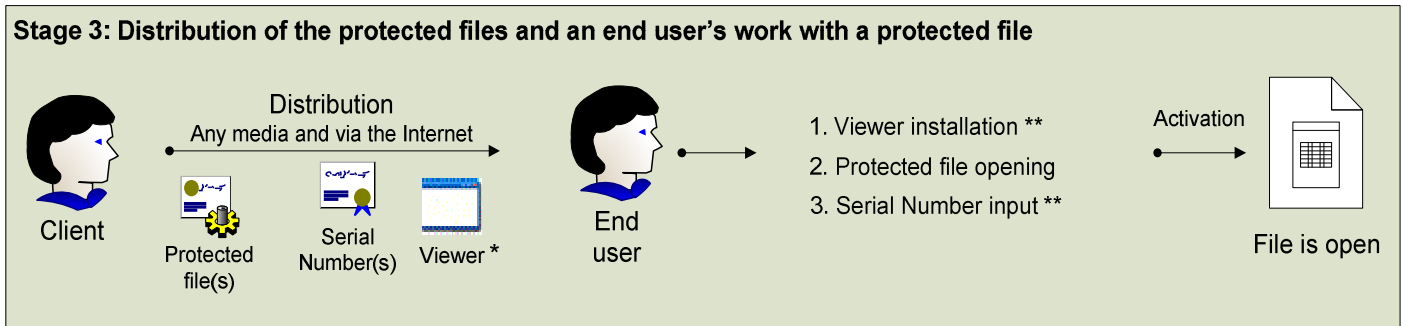 Stage 3: Distribution of the protected files and an end user's work with a protected file
Distribution
Any media and via the Internet
Client
Protected
file(s)
Serial
Number(s)
Viewer *
End
user
1. Viewer installation **
2. Protected file opening
3. Serial Number input **
Activation
File is open